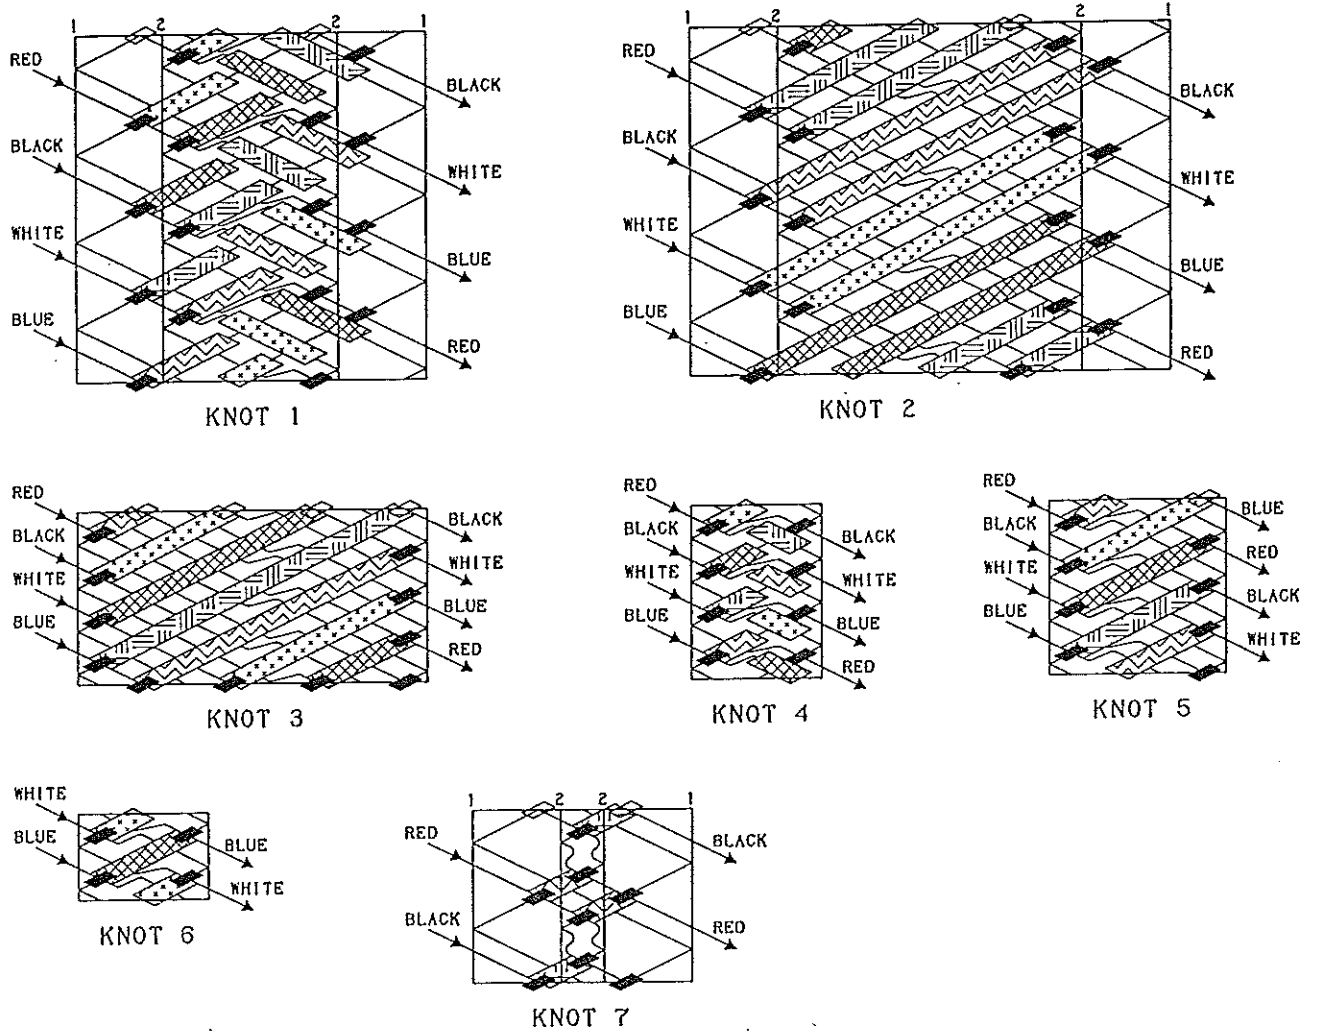 1 2 2 1
RED
BLACK
WHITE
BLUE
BLACK
WHITE
BLUE
RED
KNOT 1
1 2 2 1
RED
BLACK
WHITE
BLUE
BLACK
WHITE
BLUE
RED
KNOT 2
RED
BLACK
WHITE
BLUE
BLACK
WHITE
BLUE
RED
KNOT 3
RED
BLACK
WHITE
BLUE
BLACK
WHITE
BLUE
RED
KNOT 4
RED
BLACK
WHITE
BLUE
BLUE
RED
BLACK
WHITE
KNOT 5
WHITE
BLUE
BLUE
WHITE
KNOT 6
1 2 2 1
RED
BLACK
BLACK
RED
KNOT 7